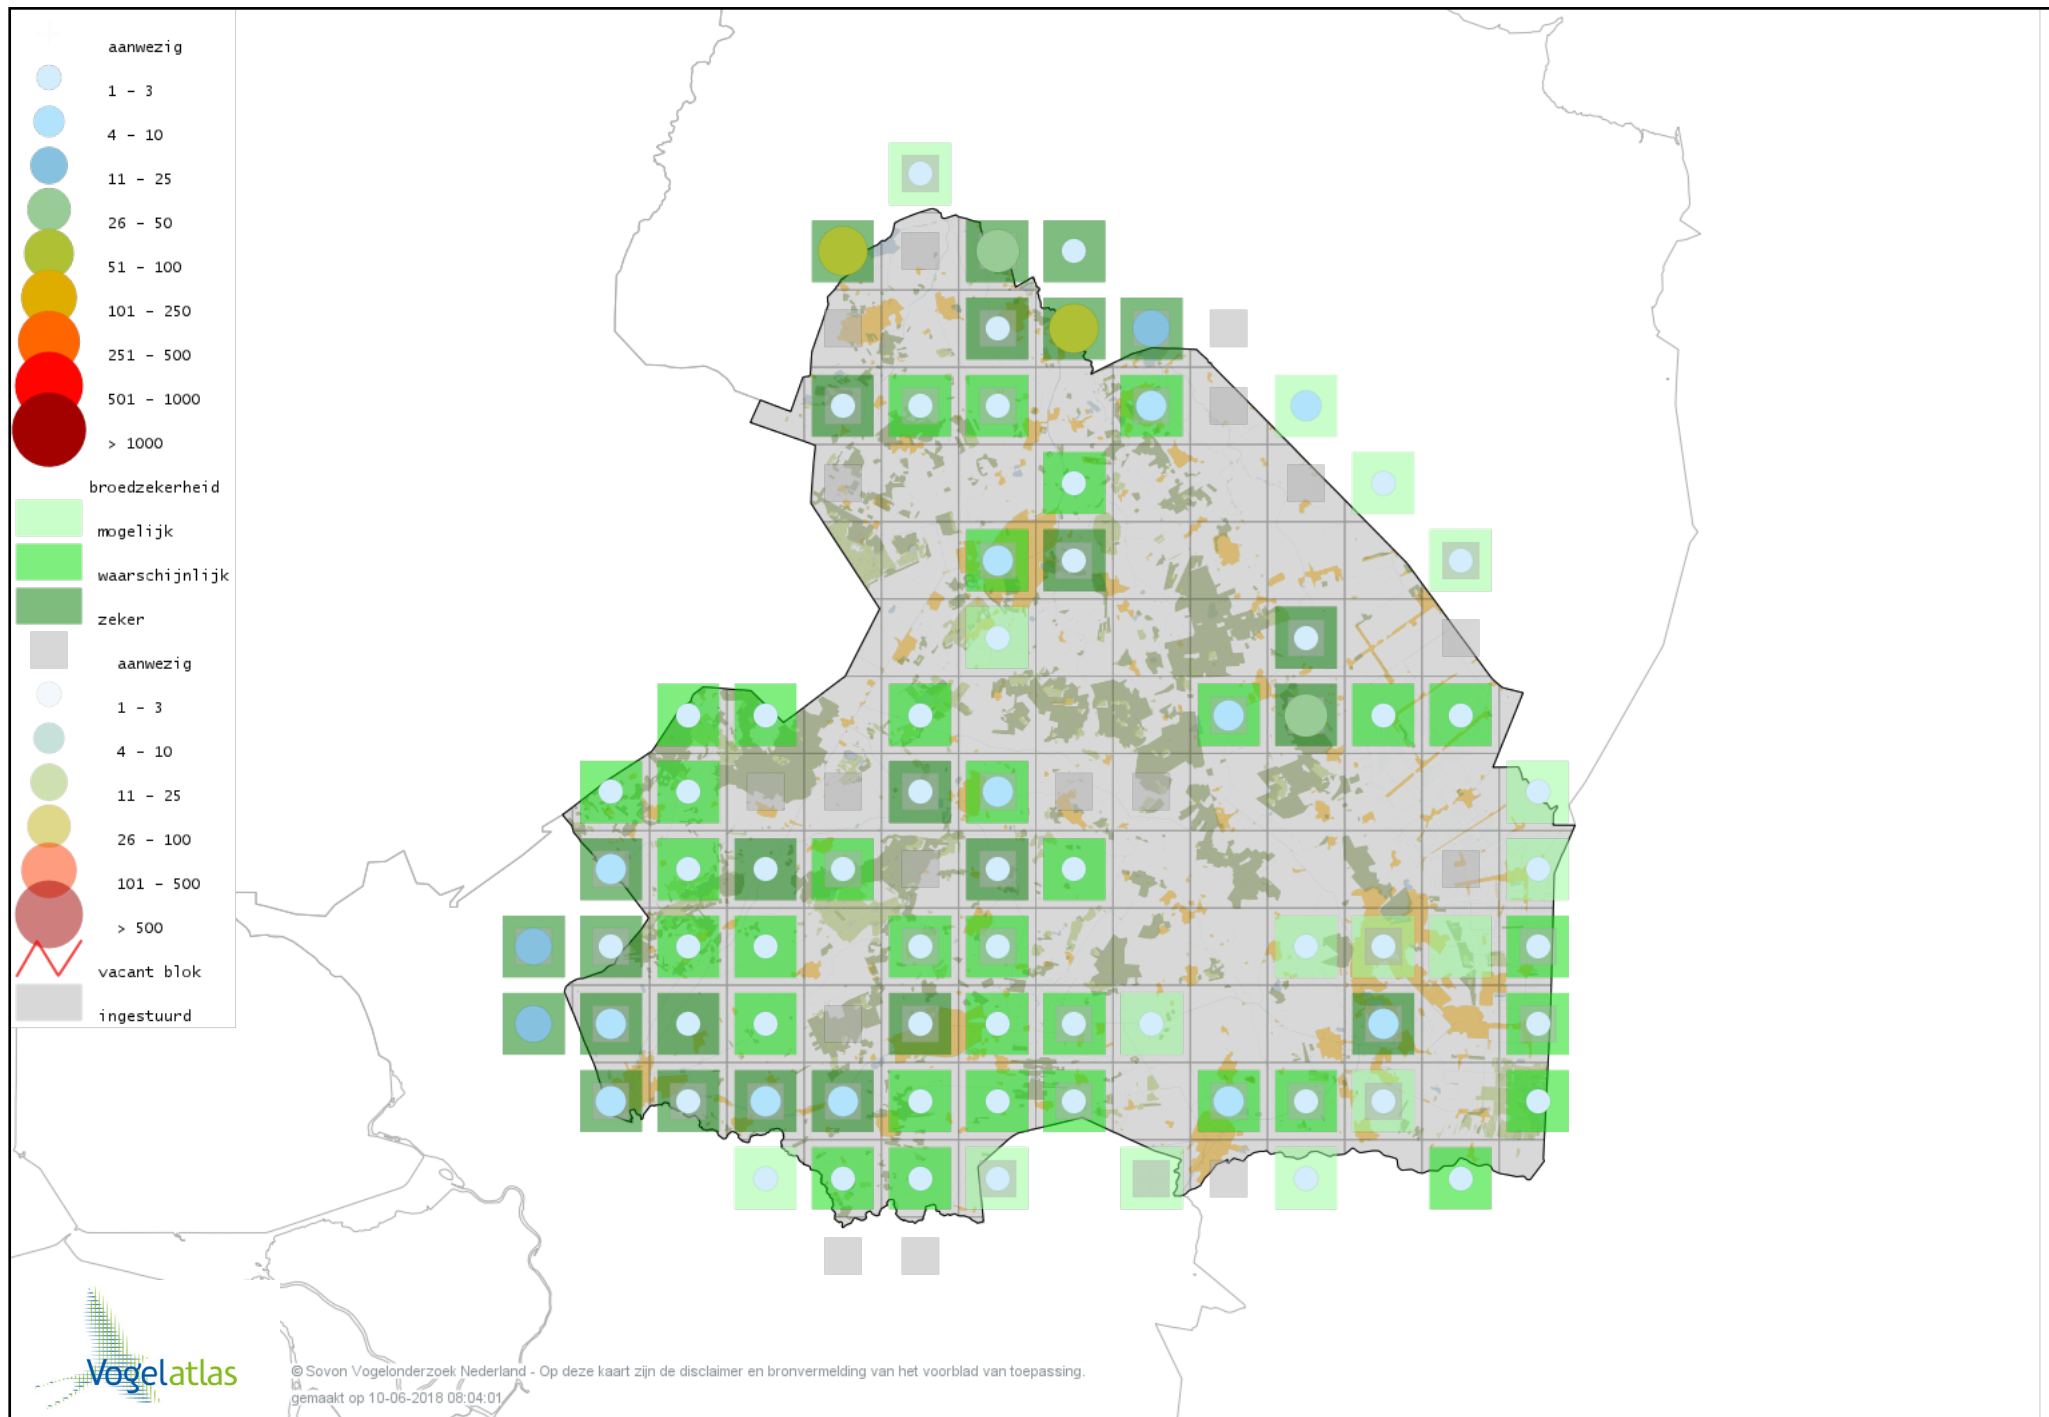 aanwezig
1 - 3
4 - 10
11 - 25
26 - 50
51 - 100
101 - 250
251 - 500
501 - 1000
> 1000
broedzekerheid
mogelijk
waarschijnlijk
zeker
aanwezig
1 - 3
4 - 10
11 - 25
26 - 100
101 - 500
> 500
vacant blok
ingestuurd
Vogelatlas
© Sovon Vogelonderzoek Nederland - Op deze kaart zijn de disclaimer en bronvermelding van het voorblad van toepassing.
gemaakt op 10-06-2018 08:04:01